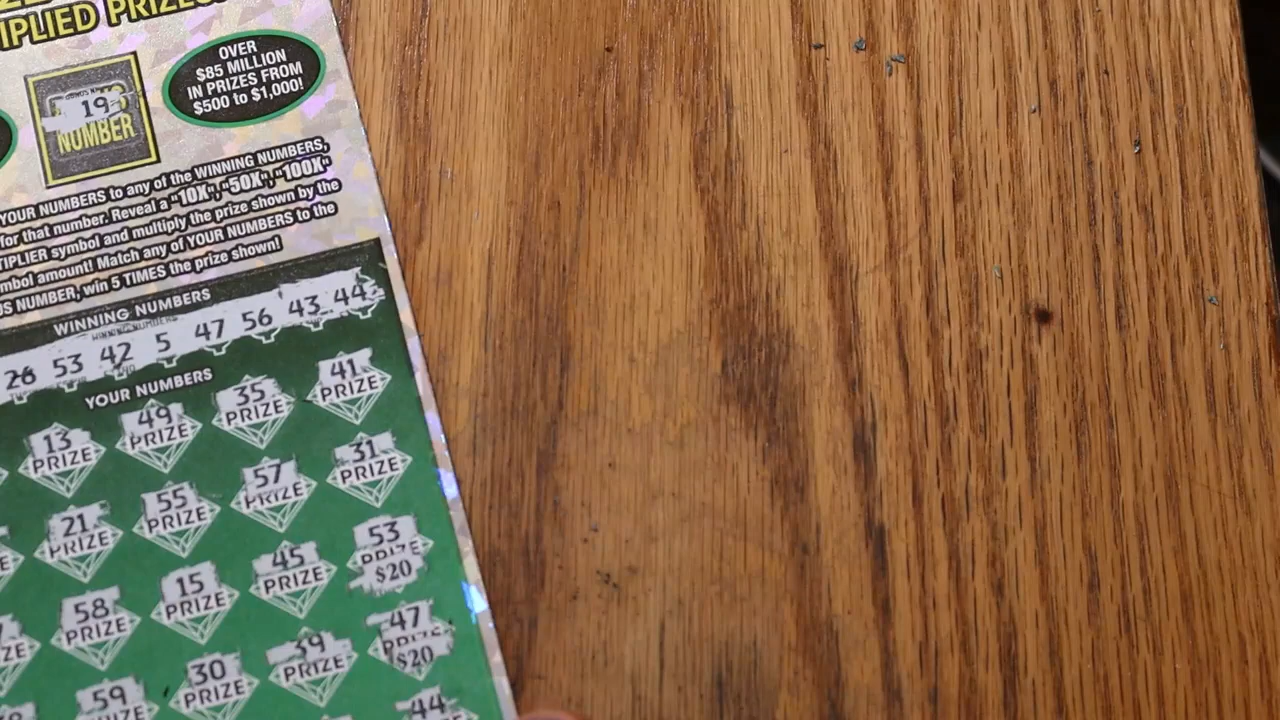 IPLIED PRIZES
OVER
$85 MILLION
IN PRIZES FROM
$500 to $1,000!
19
NUMBER
YOUR NUMBERS to any of the WINNING NUMBERS,
for that number. Reveal a "10X", "50X", "100X"
TIPLIER symbol and multiply the prize shown by the
mbol amount! Match any of YOUR NUMBERS to the
US NUMBER, win 5 TIMES the prize shown!
WINNING NUMBERS
26 53 42 5 47 56 43 44
YOUR NUMBERS
13 49 35 41
PRIZE PRIZE PRIZE PRIZE
21 55 57 31
PRIZE PRIZE PRIZE PRIZE
58 15 45 53
PRIZE PRIZE PRIZE PRIZE
$20
59 30 39 47
PRIZE PRIZE PRIZE PRIZE
$20
44